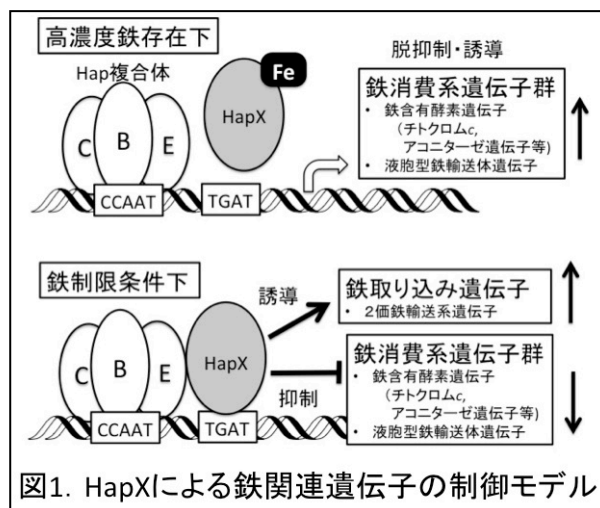 高濃度鉄存在下
Hap複合体
Fe
HapX
C
B
E
CCAAT
TGAT
脱抑制・誘導
鉄消費系遺伝子群
・ 鉄含有酵素遺伝子
（チトクロムc,
アコニターゼ遺伝子等）
・ 液胞型鉄輸送体遺伝子
鉄制限条件下
C
B
E
HapX
CCAAT
TGAT
誘導
鉄取り込み遺伝子
・ ２価鉄輸送系遺伝子
抑制
鉄消費系遺伝子群
・ 鉄含有酵素遺伝子
（チトクロムc,
アコニターゼ遺伝子等)
・ 液胞型鉄輸送体遺伝子
図1. HapXによる鉄関連遺伝子の制御モデル